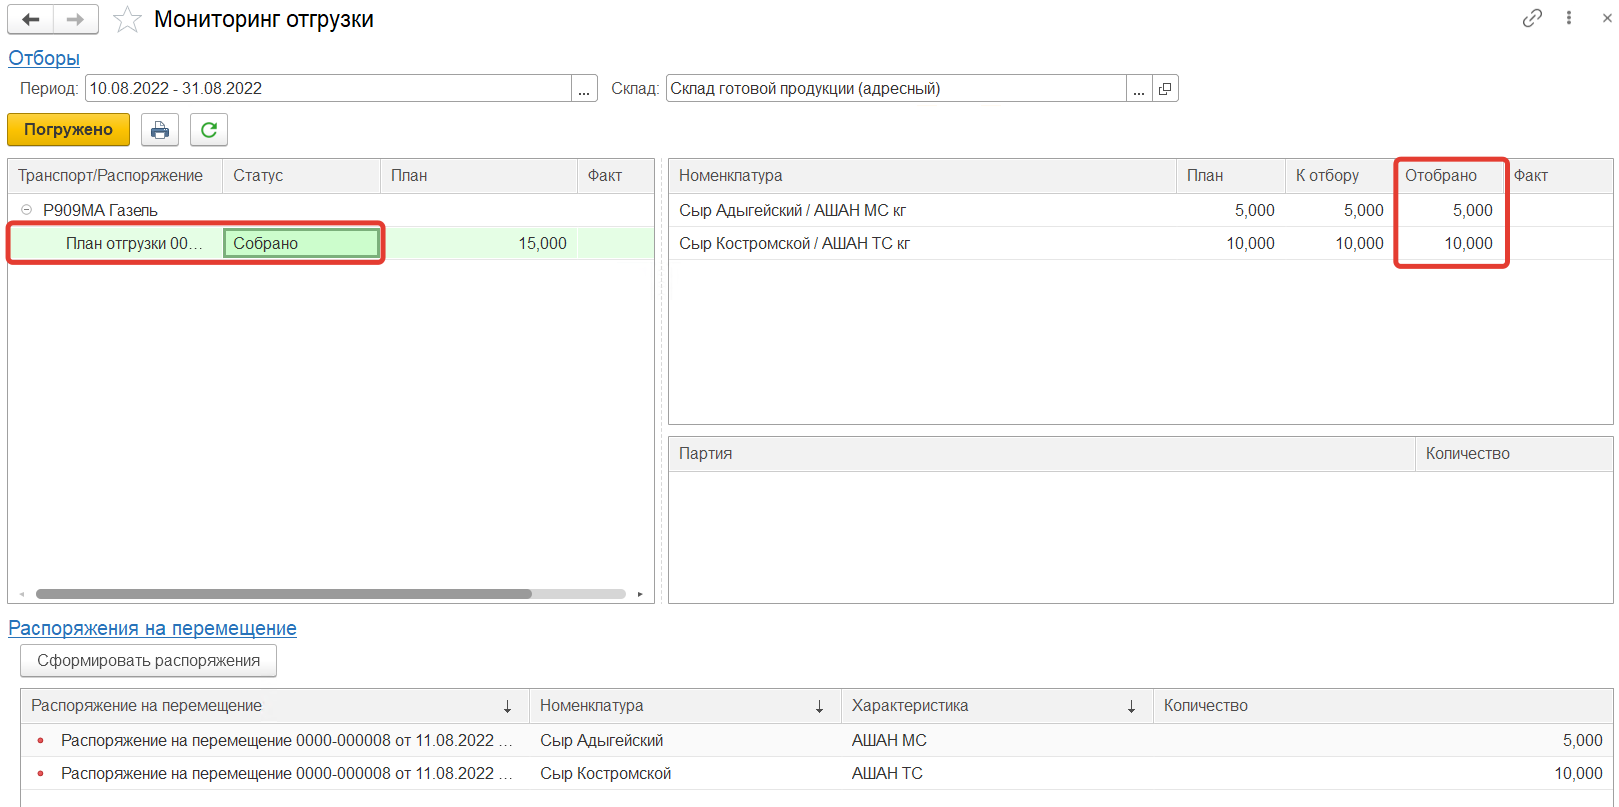 Мониторинг отгрузки
Отборы
Период: 10.08.2022 - 31.08.2022 ... Склад: Склад готовой продукции (адресный) ...
Погружено
Транспорт/Распоряжение Статус План Факт
Р909МА Газель
План отгрузки 00... Собрано 15,000
Номенклатура План К отбору Отобрано Факт
Сыр Адыгейский / АШАН МС кг 5,000 5,000 5,000
Сыр Костромской / АШАН ТС кг 10,000 10,000 10,000
Партия Количество
Распоряжения на перемещение
Сформировать распоряжения
Распоряжение на перемещение Номенклатура Характеристика Количество
Распоряжение на перемещение 0000-000008 от 11.08.2022 ... Сыр Адыгейский АШАН МС 5,000
Распоряжение на перемещение 0000-000008 от 11.08.2022 ... Сыр Костромской АШАН ТС 10,000